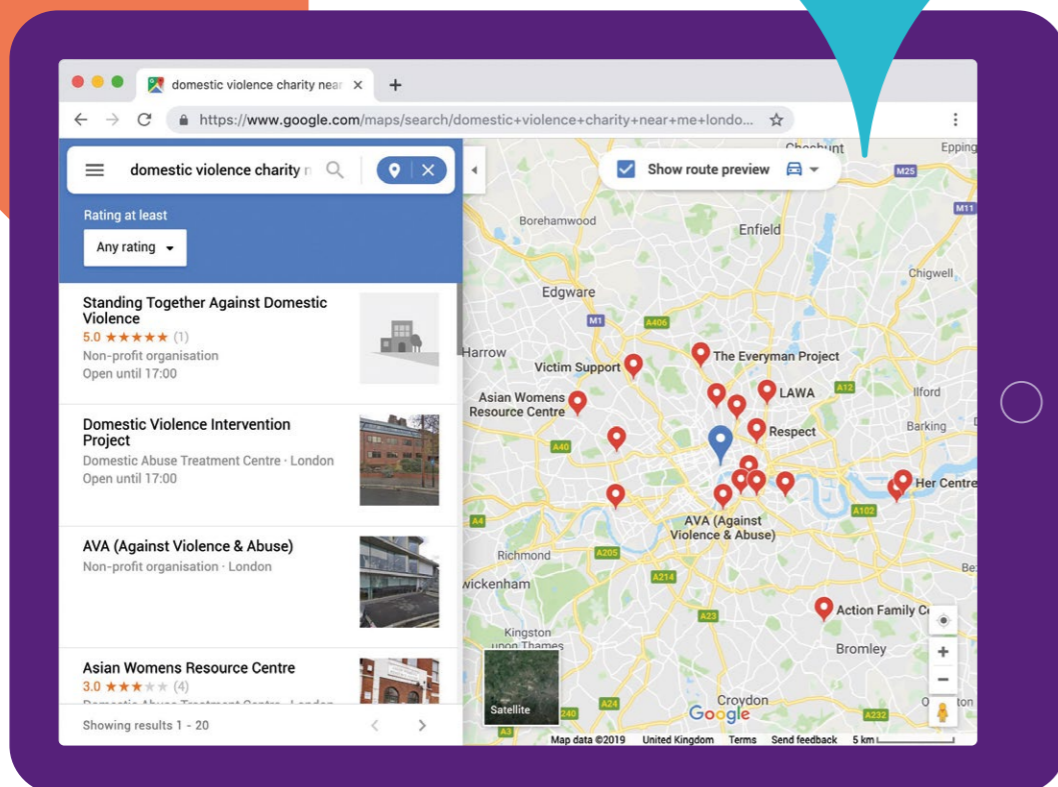 domestic violence charity near
https://www.google.com/maps/search/domestic+violence+charity+near+me+londo...
domestic violence charity
Rating at least
Any rating
Standing Together Against Domestic
Violence
5.0 (1)
Non-profit organisation
Open until 17:00
Domestic Violence Intervention
Project
Domestic Abuse Treatment Centre · London
Open until 17:00
AVA (Against Violence & Abuse)
Non-profit organisation · London
Asian Womens Resource Centre
3.0 (4)
Domestic Abuse Treatment Centre · London
Showing results 1 - 20
Show route preview
Cheshunt
Epping
M25
M11
Borehamwood
Enfield
Chigwell
Edgware
M1
A406
Harrow
Victim Support
The Everyman Project
Asian Womens
Resource Centre
LAWA
A12
Ilford
Respect
Barking
A40
Her Centre
A4
A102
AVA (Against
Violence & Abuse)
Richmond
A205
wickenham
A214
A23
Action Family C
Kingston
upon Thames
Bromley
Satellite
240
A24
Croydon
Google
A232
A3
Map data ©2019 United Kingdom Terms Send feedback 5 km